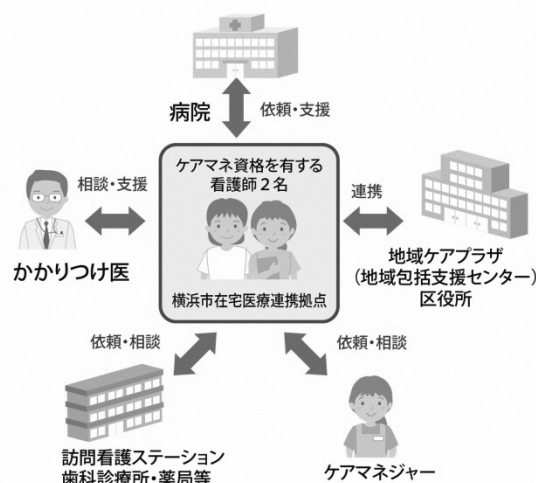 病院
依頼・支援
ケアマネ資格を有する
看護師２名
横浜市在宅医療連携拠点
相談・支援
かかりつけ医
連携
地域ケアプラザ
（地域包括支援センター）
区役所
依頼・相談
訪問看護ステーション
歯科診療所・薬局等
依頼・相談
ケアマネジャー